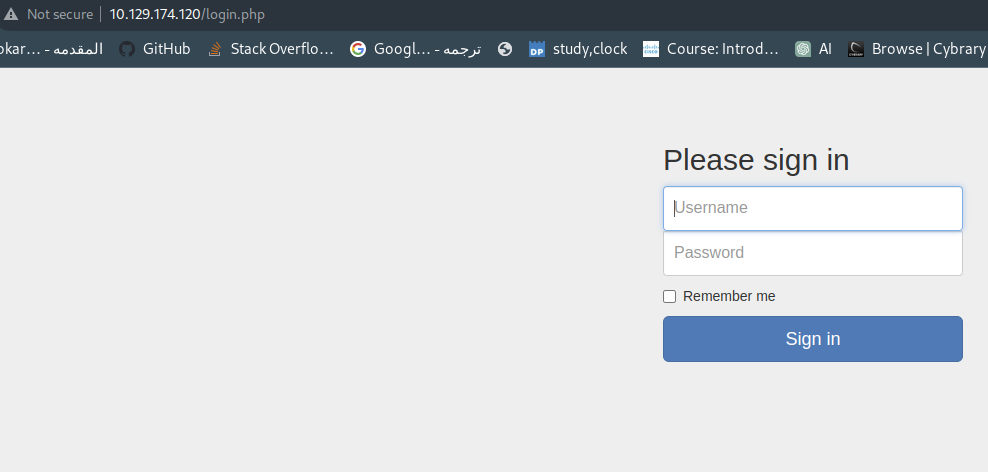 Not secure | 10.129.174.120/login.php
okar… - المقدمه GitHub Stack Overflo… Googl… - ترجمه study,clock Course: Introd… AI Browse | Cybrary
Please sign in
Username
Password
Remember me
Sign in